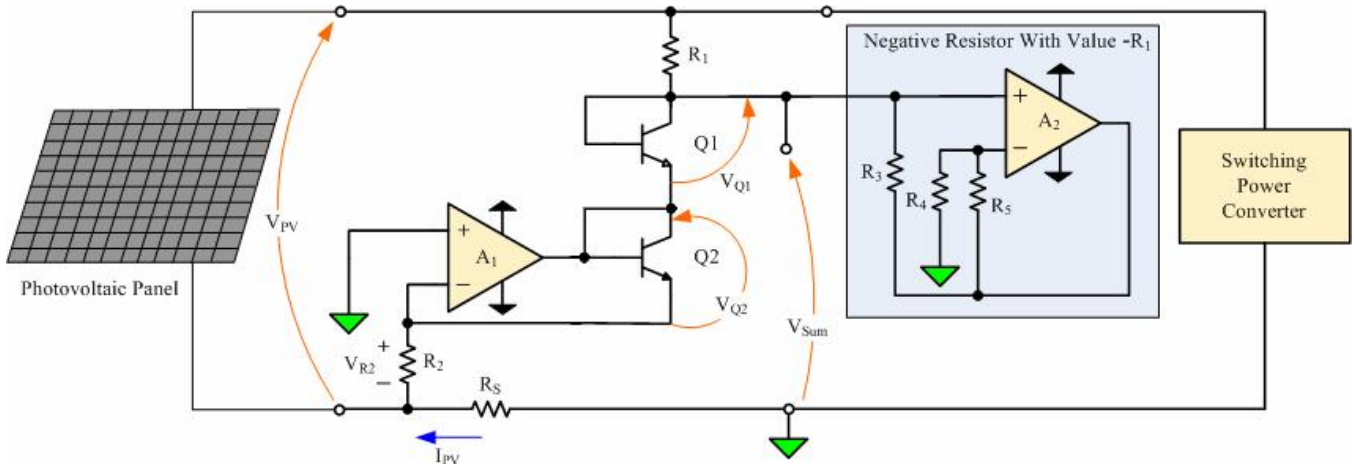 Negative Resistor With Value -R1
R1
+
A2
−
Q1
R3
R4
R5
VQ1
Switching
Power
Converter
VPV
+
A1
−
Q2
Photovoltaic Panel
VQ2
VSum
+
VR2
−
R2
RS
IPV